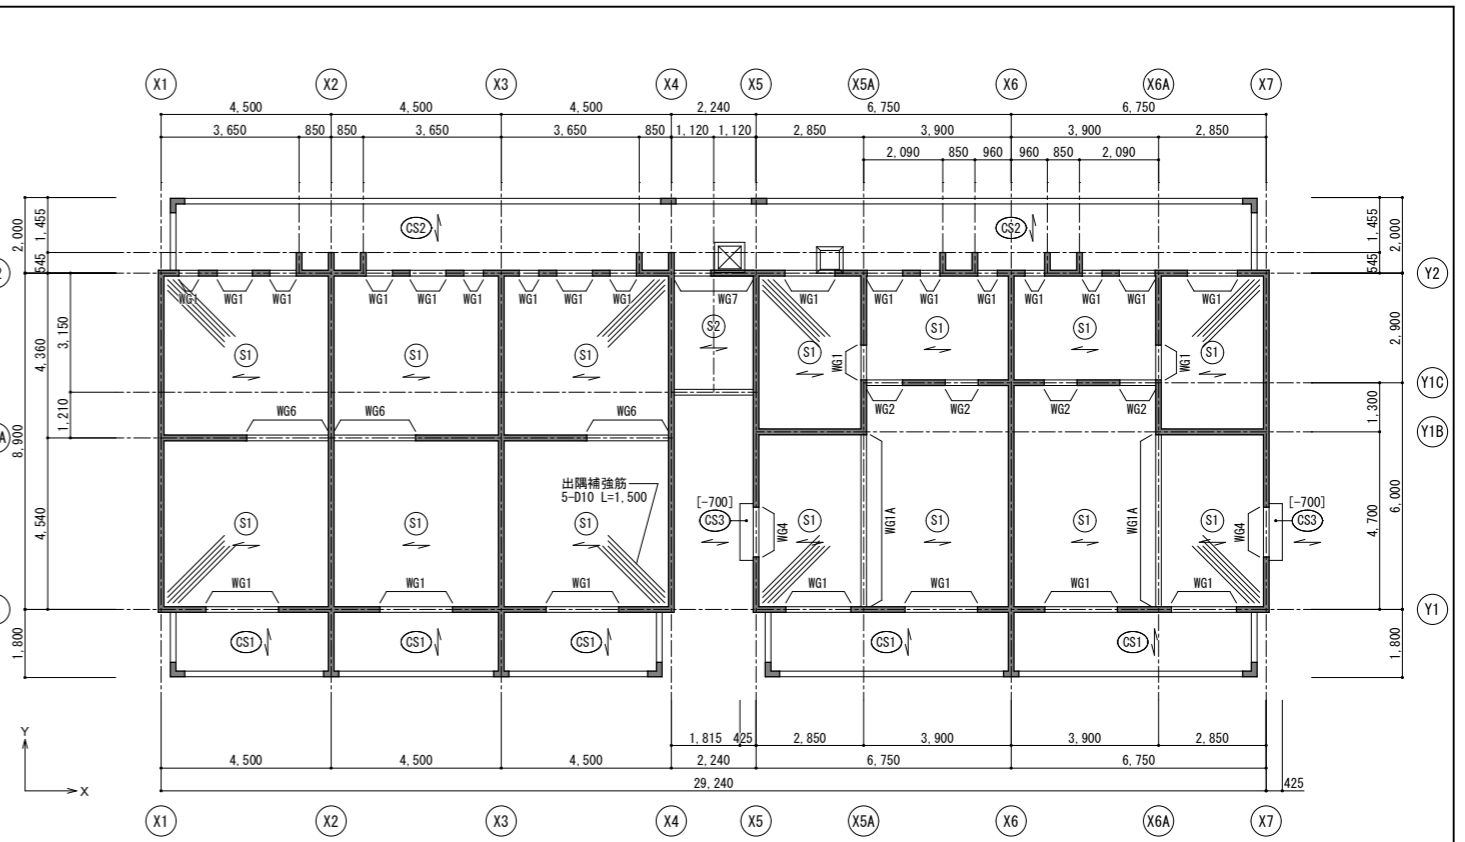 X1 X2 X3 X4 X5 X5A X6 X6A X7
4,500 4,500 4,500 2,240 6,750 6,750
3,650 850 850 3,650 3,650 850 1,120 1,120 2,850 3,900 3,900 2,850
2,090 850 960 960 850 2,090
2,000 1,455 CS2 CS2 1,455 2,000
545 545
2 Y2
WG1 WG1 WG1 WG1 WG1 WG1 WG1 WG1 WG1 WG7 WG1 WG1 WG1 WG1 WG1 WG1 WG1 WG1
3,150 4,360 S2 S1 S1 2,900
S1 S1 S1 S1 WG1 WG1 S1
Y1C
1,210 WG6 WG6 WG6 WG2 WG2 WG2 WG2 1,300
A 8,900 Y1B
出隅補強筋
5-D10 L=1,500
[-700] [-700]
4,540 S1 S1 S1 CS3 WG4 S1 WG1A S1 S1 WG1A S1 WG4 CS3 4,700 6,000
WG1 WG1 WG1 WG1 WG1 WG1 WG1
Y1
1,800 CS1 CS1 CS1 CS1 CS1 1,800
Y
X
1,815 425 2,850 3,900 3,900 2,850
4,500 4,500 4,500 2,240 6,750 6,750
29,240 425
X1 X2 X3 X4 X5 X5A X6 X6A X7